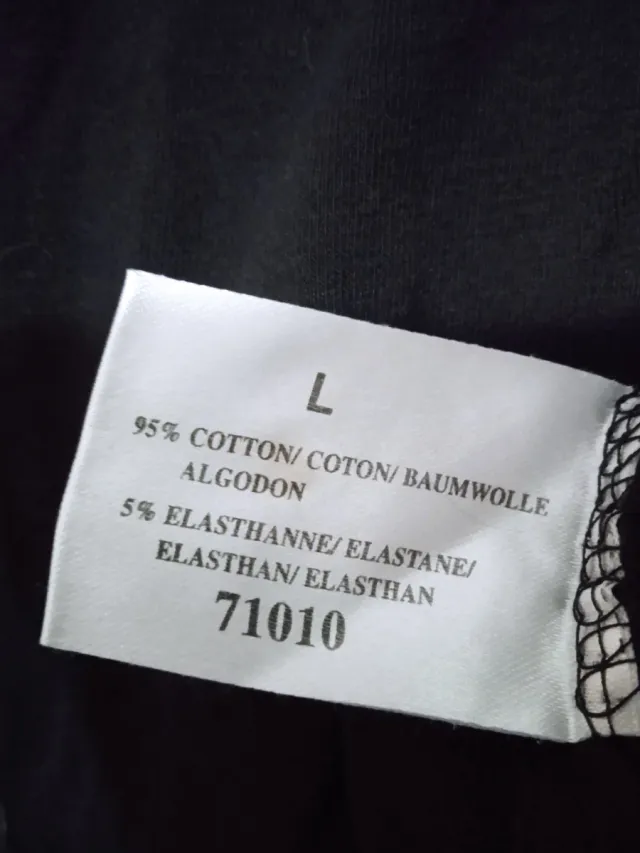 L
95% COTTON/ COTON/ BAUMWOLLE
ALGODON
5% ELASTHANNE/ ELASTANE/
ELASTHAN/ ELASTHAN
71010